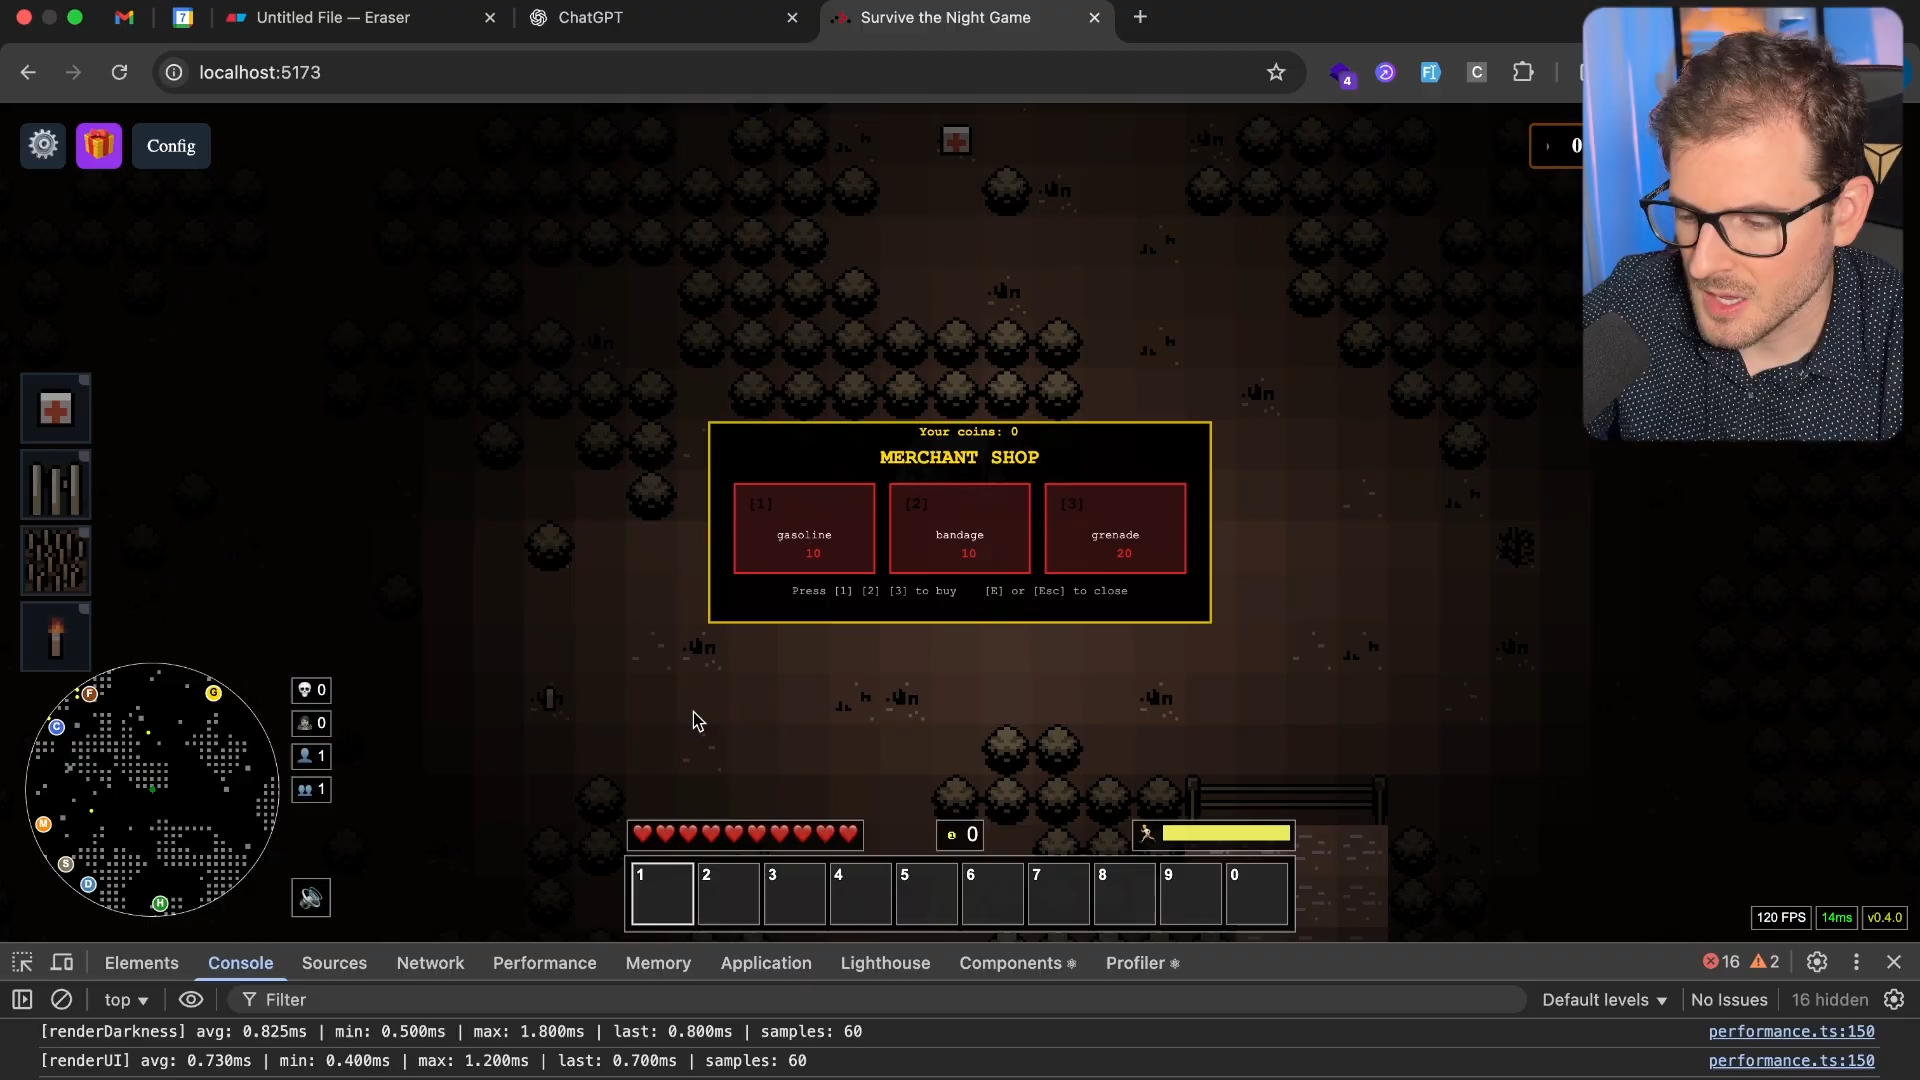 7
Untitled File — Eraser
ChatGPT
Survive the Night Game
localhost:5173
4
C
Config
0
Your coins: 0
MERCHANT SHOP
[1]
[2]
[3]
gasoline
bandage
grenade
10
10
20
Press [1] [2] [3] to buy
[E] or [Esc] to close
F
G
C
M
S
D
H
0
0
1
1
0
1
2
3
4
5
6
7
8
9
0
120 FPS
14ms
v0.4.0
Elements
Console
Sources
Network
Performance
Memory
Application
Lighthouse
Components
Profiler
16
2
top
Filter
Default levels
No Issues
16 hidden
[renderDarkness] avg: 0.825ms | min: 0.500ms | max: 1.800ms | last: 0.800ms | samples: 60
performance.ts:150
[renderUI] avg: 0.730ms | min: 0.400ms | max: 1.200ms | last: 0.700ms | samples: 60
performance.ts:150